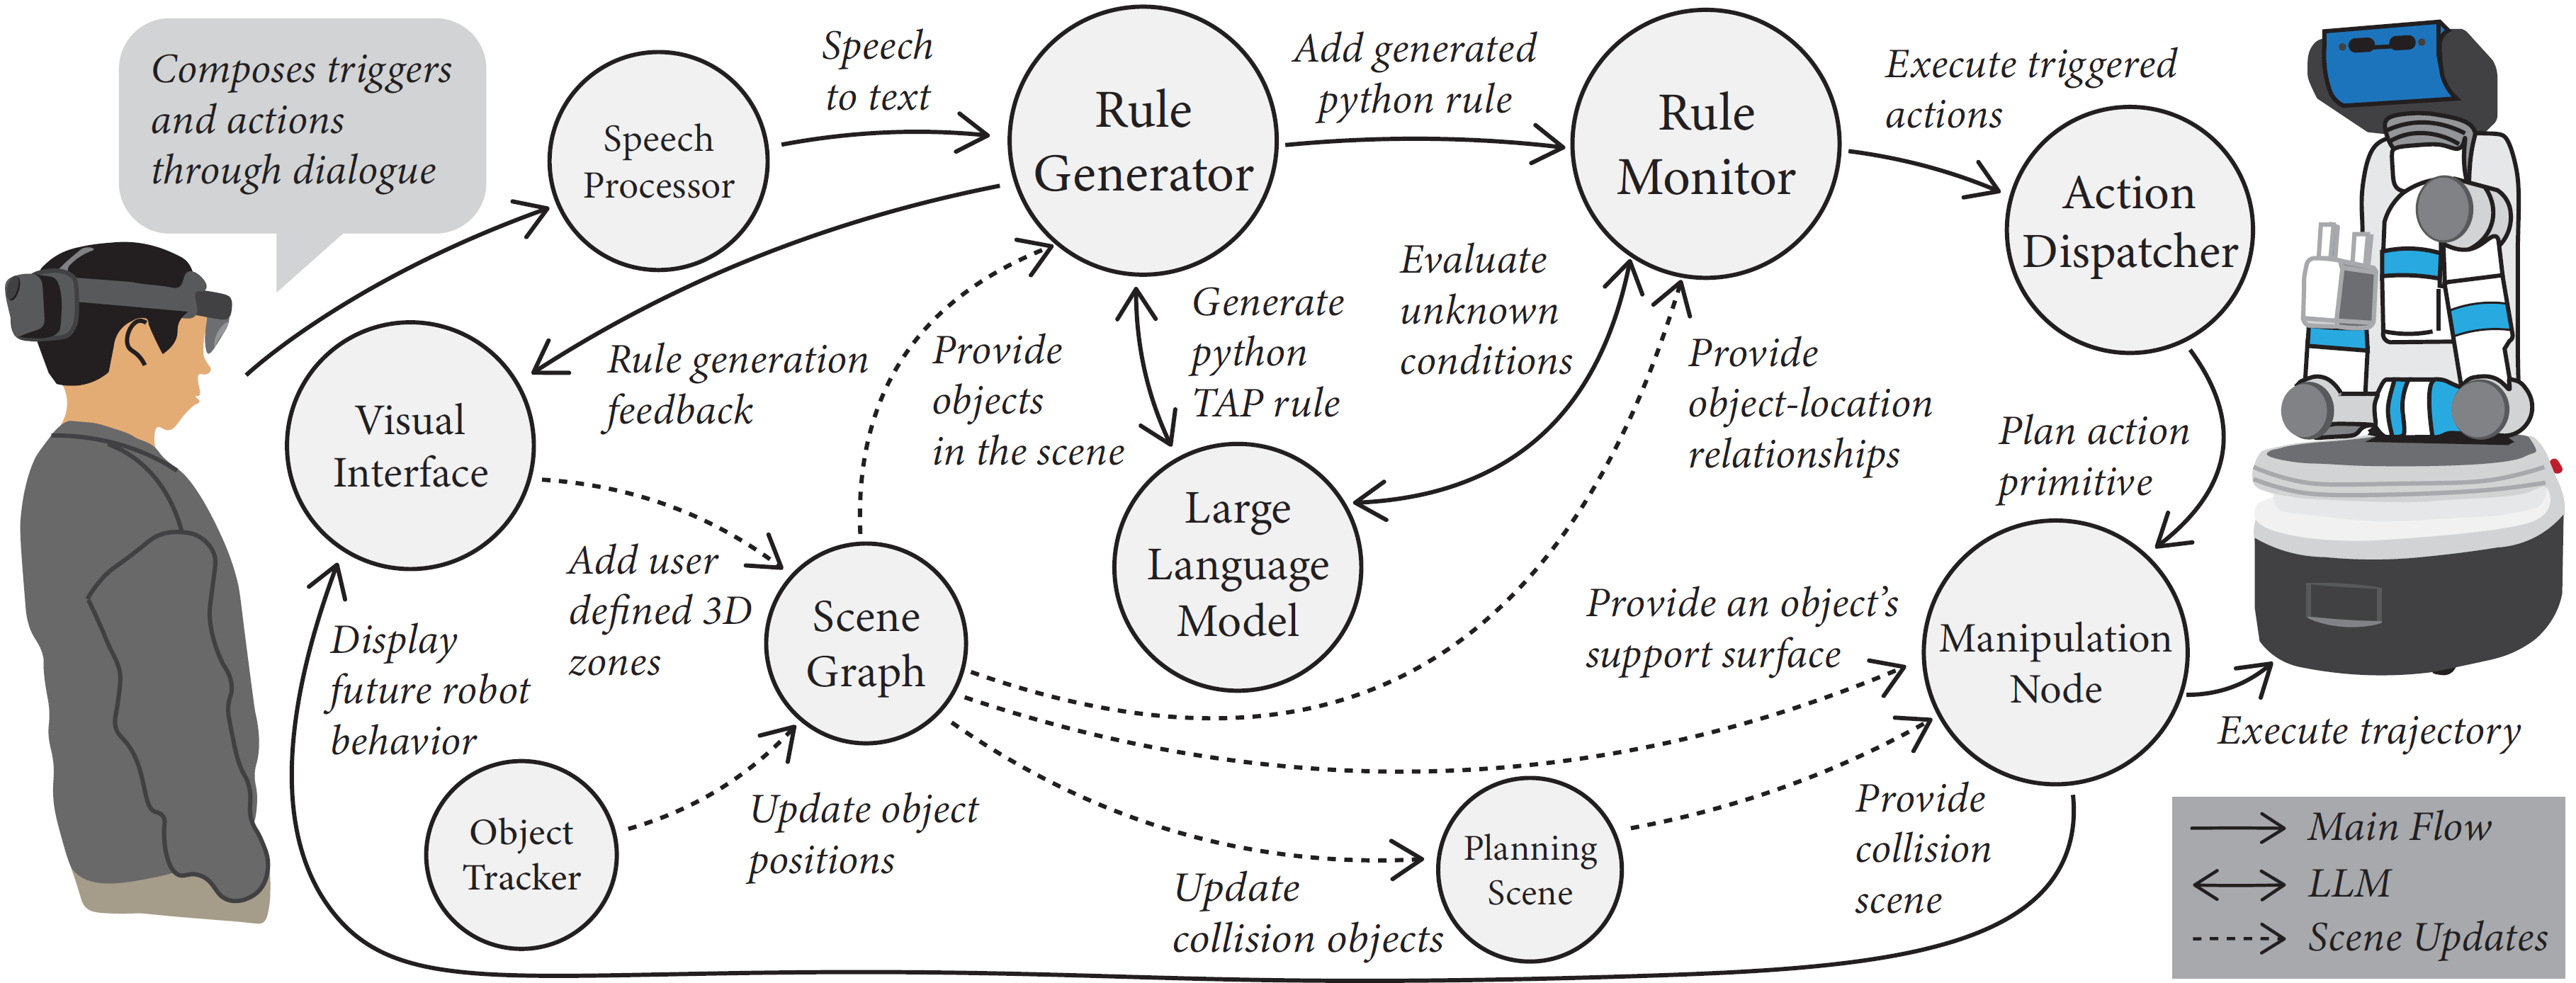 Composes triggers
and actions
through dialogue
Speech
Processor
Speech
to text
Rule
Generator
Add generated
python rule
Rule
Monitor
Execute triggered
actions
Action
Dispatcher
Visual
Interface
Rule generation
feedback
Provide
objects
in the scene
Generate
python
TAP rule
Evaluate
unknown
conditions
Provide
object-location
relationships
Plan action
primitive
Large
Language
Model
Add user
defined 3D
zones
Scene
Graph
Display
future robot
behavior
Object
Tracker
Update object
positions
Provide an object's
support surface
Manipulation
Node
Execute trajectory
Update
collision objects
Planning
Scene
Provide
collision
scene
Main Flow
LLM
Scene Updates